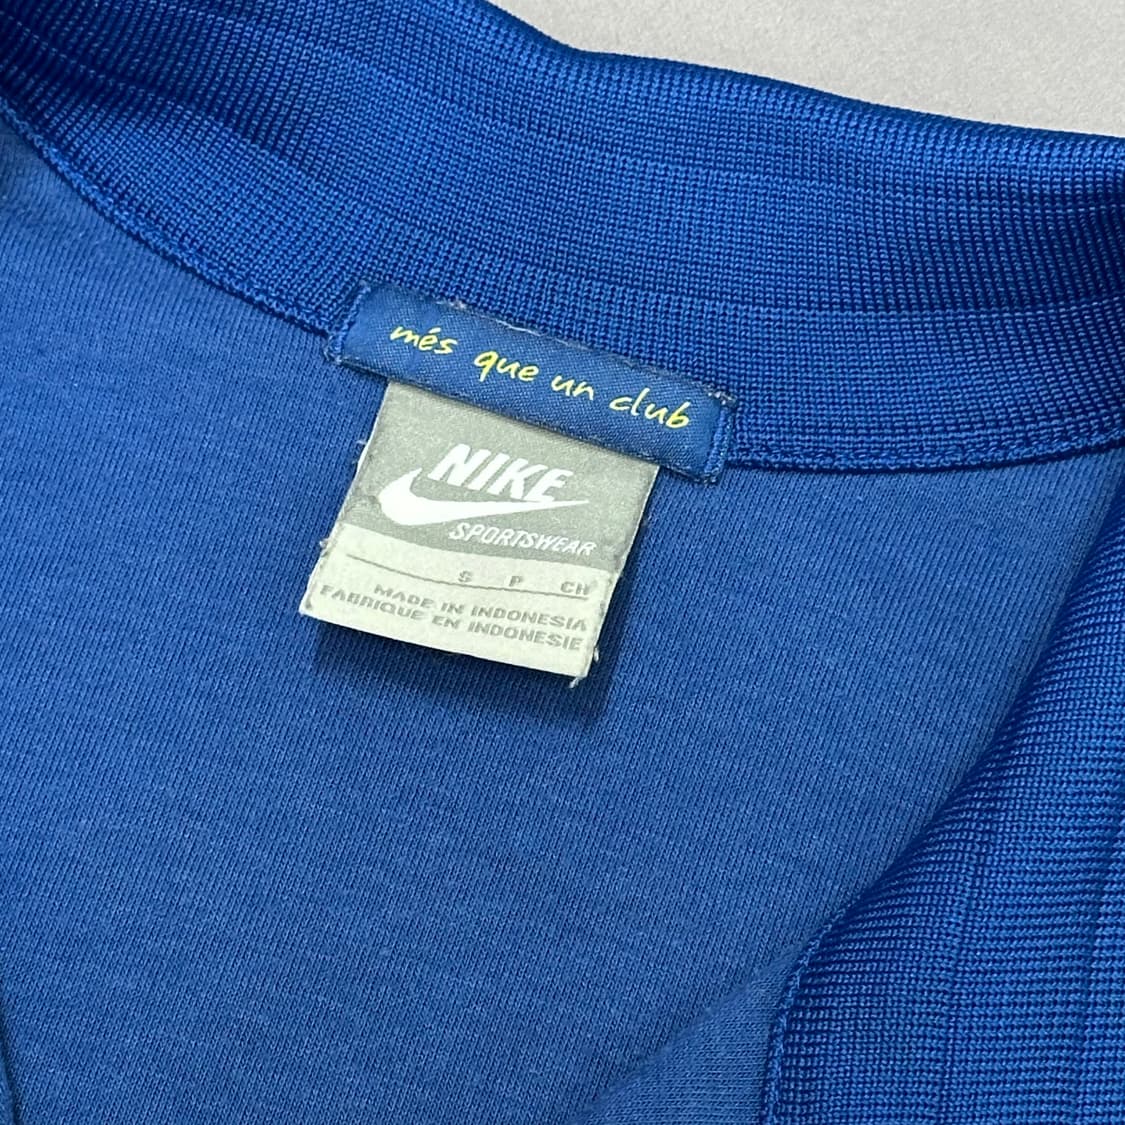 més que un club
NIKE
SPORTSWEAR
S P CH
MADE IN INDONESIA
FABRIQUE EN INDONESIE